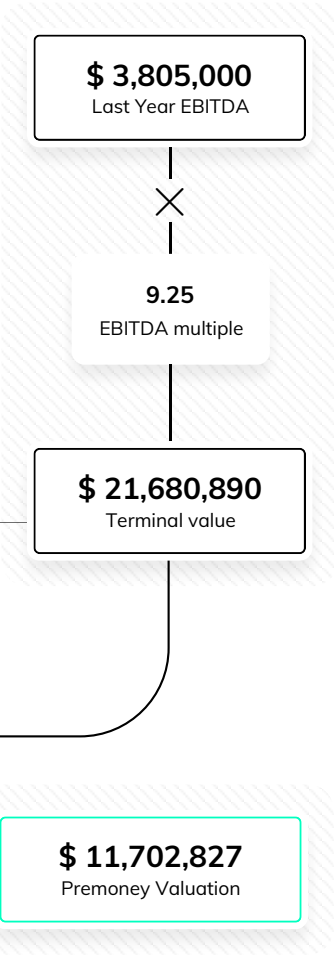 $ 3,805,000
Last Year EBITDA
9.25
EBITDA multiple
$ 21,680,890
Terminal value
$ 11,702,827
Premoney Valuation